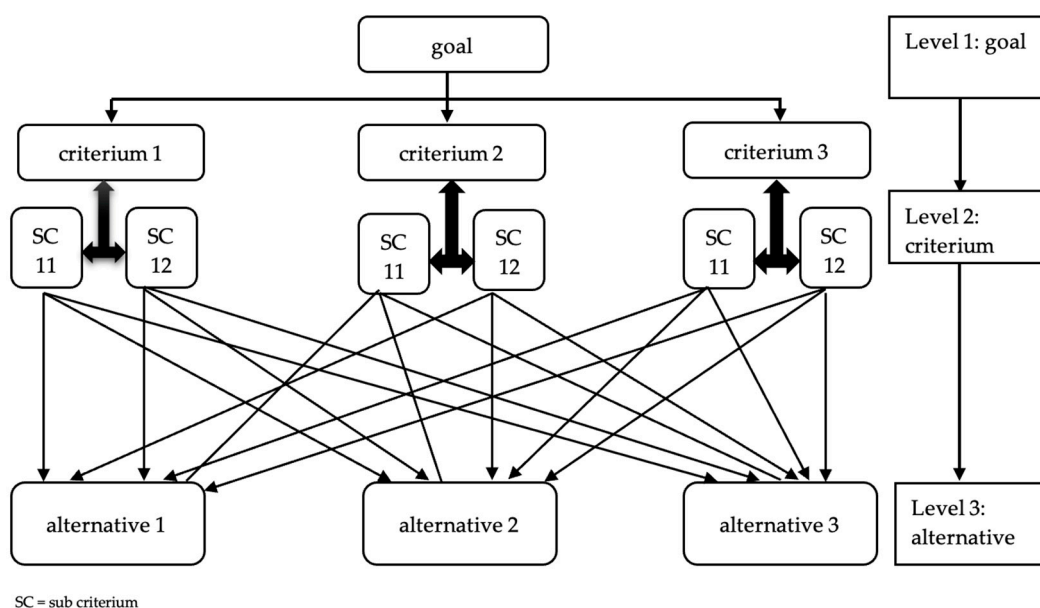 goal
Level 1: goal
criterium 1
criterium 2
criterium 3
SC
11
SC
12
SC
11
SC
12
SC
11
SC
12
Level 2:
criterium
alternative 1
alternative 2
alternative 3
Level 3:
alternative
SC = sub criterium